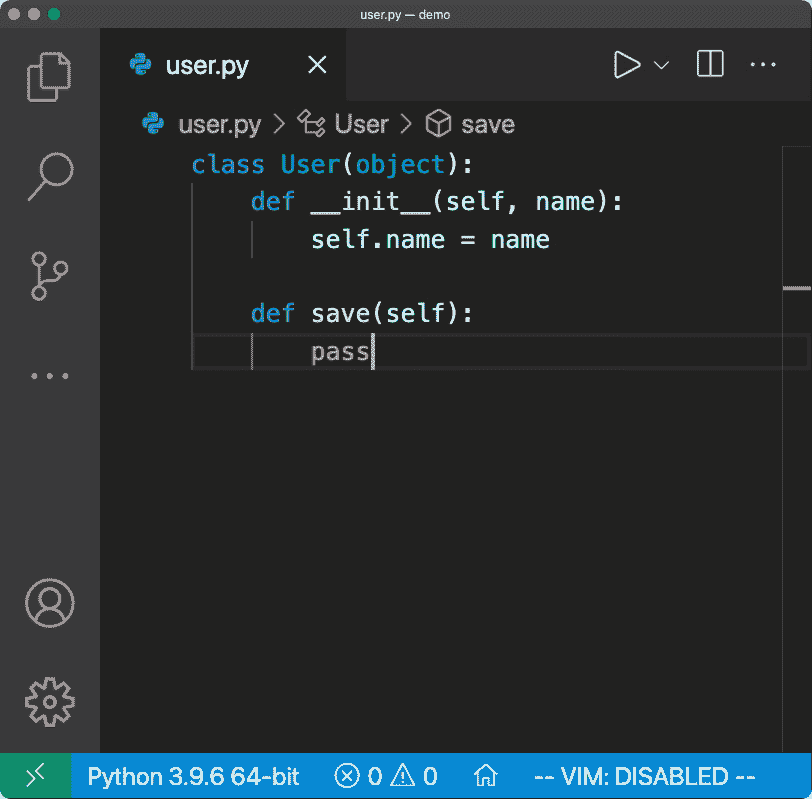 user.py — demo
user.py
user.py > User > save
class User(object):
    def __init__(self, name):
        self.name = name
    def save(self):
        pass
Python 3.9.6 64-bit 0 0 -- VIM: DISABLED --